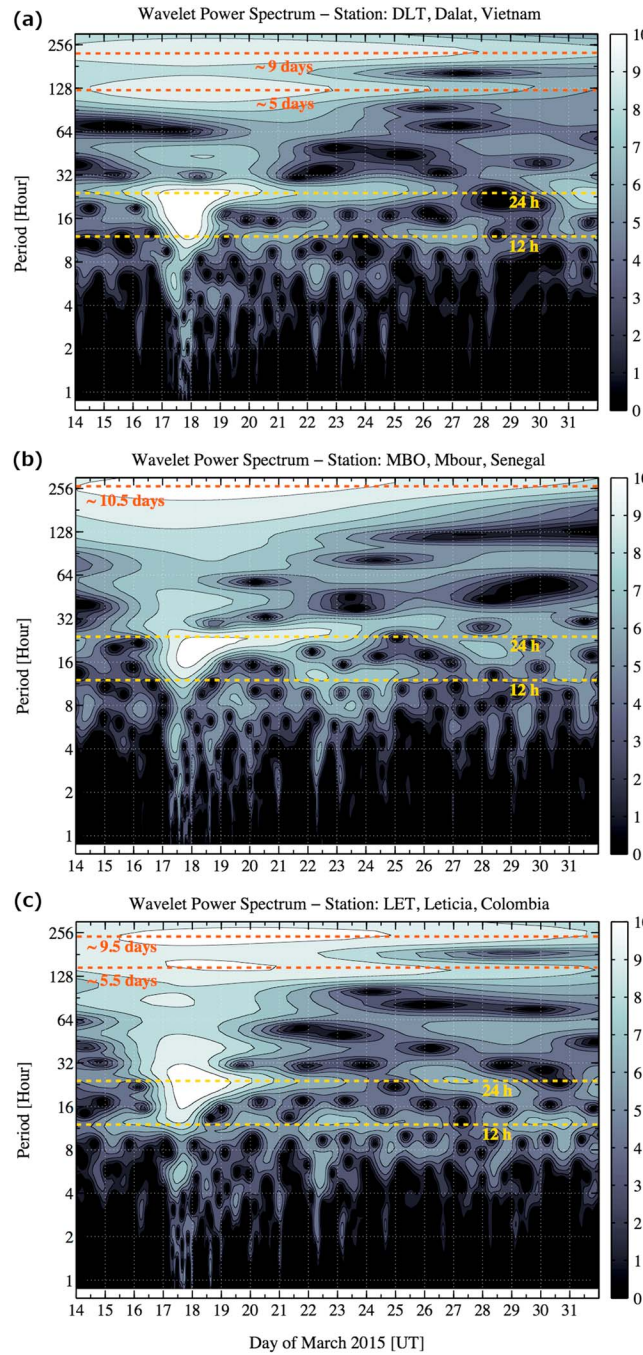 (a)
Wavelet Power Spectrum – Station: DLT, Dalat, Vietnam
256
~ 9 days
128
~ 5 days
64
32
24 h
16
12 h
8
4
2
1
Period [Hour]
14 15 16 17 18 19 20 21 22 23 24 25 26 27 28 29 30 31
10
9
8
7
6
5
4
3
2
1
0
(b)
Wavelet Power Spectrum – Station: MBO, Mbour, Senegal
256
~ 10.5 days
128
64
32
24 h
16
12 h
8
4
2
1
Period [Hour]
14 15 16 17 18 19 20 21 22 23 24 25 26 27 28 29 30 31
10
9
8
7
6
5
4
3
2
1
0
(c)
Wavelet Power Spectrum – Station: LET, Leticia, Colombia
256
~ 9.5 days
128
~ 5.5 days
64
32
24 h
16
12 h
8
4
2
1
Period [Hour]
14 15 16 17 18 19 20 21 22 23 24 25 26 27 28 29 30 31
Day of March 2015 [UT]
10
9
8
7
6
5
4
3
2
1
0